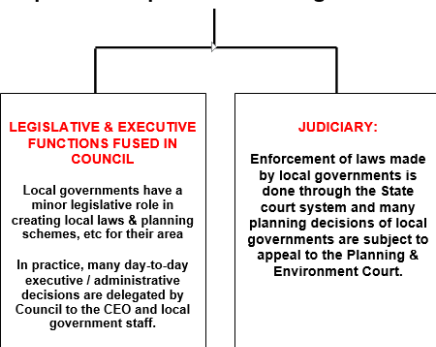 LEGISLATIVE & EXECUTIVE
FUNCTIONS FUSED IN
COUNCIL
Local governments have a
minor legislative role in
creating local laws & planning
schemes, etc for their area
In practice, many day-to-day
executive / administrative
decisions are delegated by
Council to the CEO and local
government staff.
JUDICIARY:
Enforcement of laws made
by local governments is
done through the State
court system and many
planning decisions of local
governments are subject to
appeal to the Planning &
Environment Court.